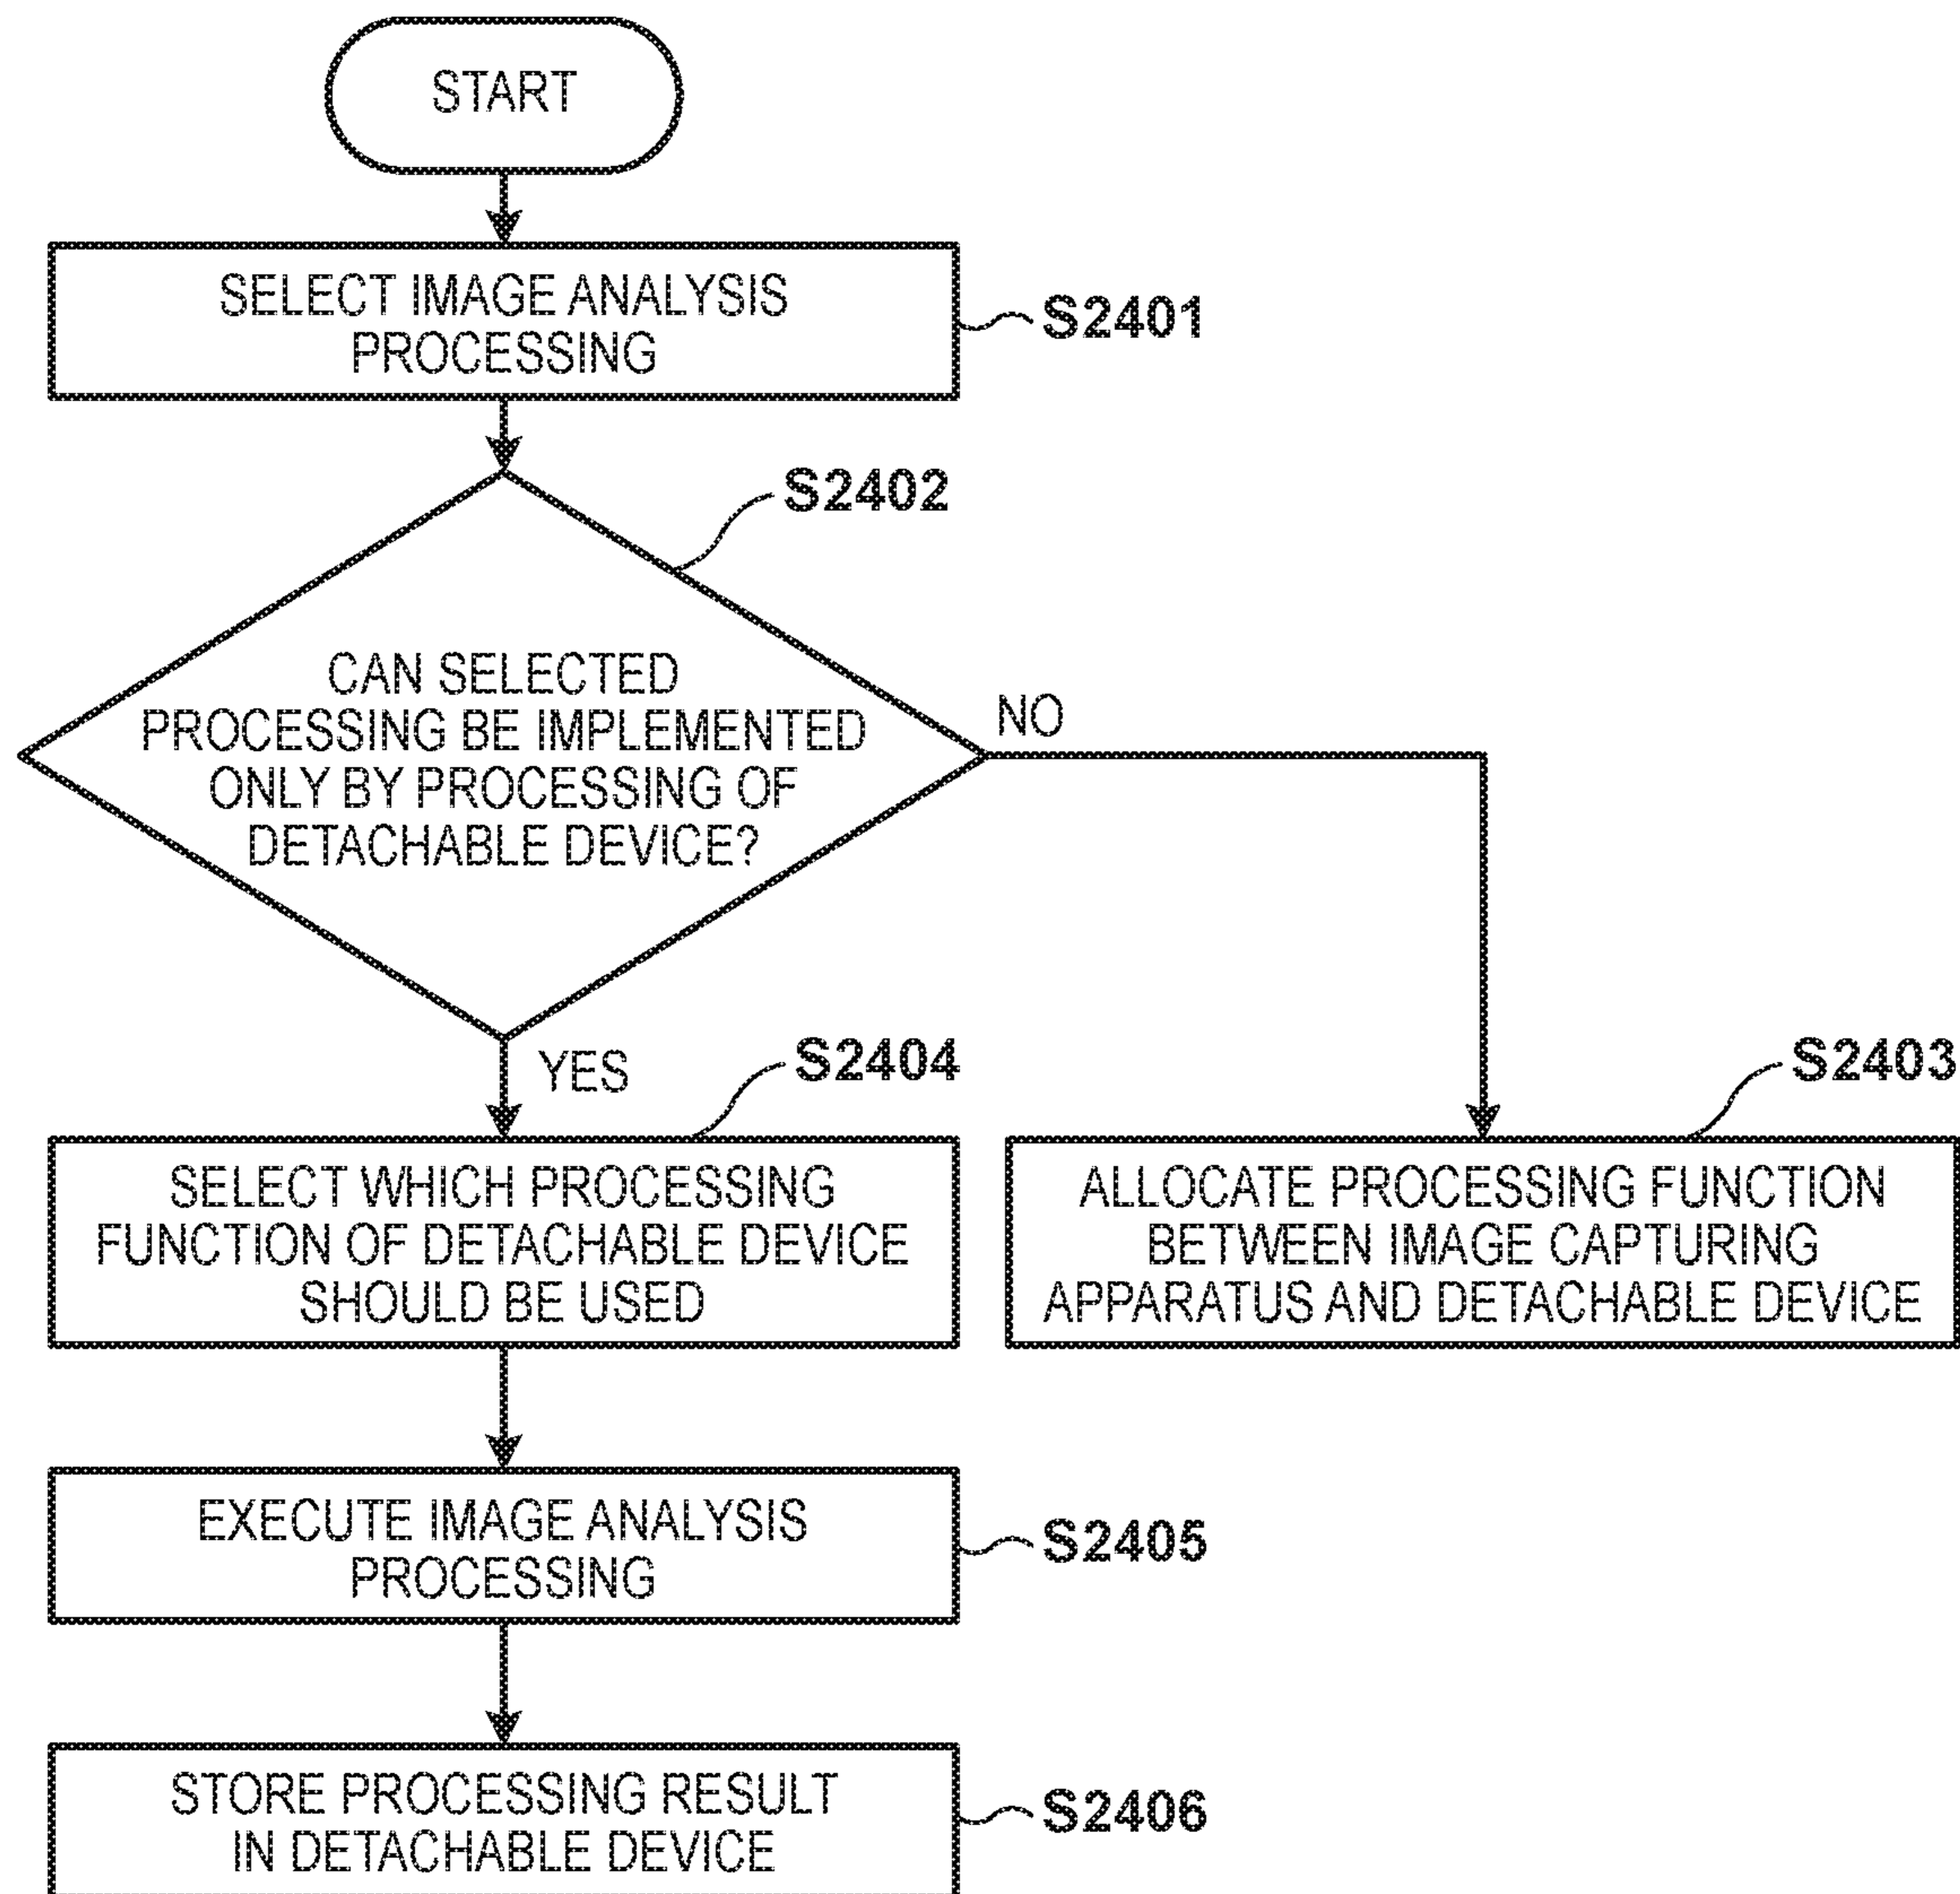 START
SELECT IMAGE ANALYSIS
PROCESSING
S2401
S2402
CAN SELECTED
PROCESSING BE IMPLEMENTED
ONLY BY PROCESSING OF
DETACHABLE DEVICE?
NO
YES
S2404
SELECT WHICH PROCESSING
FUNCTION OF DETACHABLE DEVICE
SHOULD BE USED
S2403
ALLOCATE PROCESSING FUNCTION
BETWEEN IMAGE CAPTURING
APPARATUS AND DETACHABLE DEVICE
EXECUTE IMAGE ANALYSIS
PROCESSING
S2405
STORE PROCESSING RESULT
IN DETACHABLE DEVICE
S2406